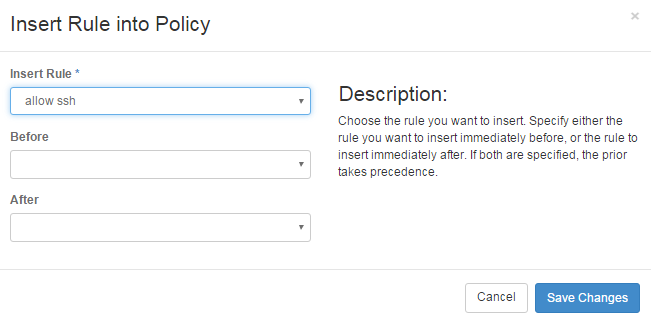 Insert Rule into Policy
×
Insert Rule *
allow ssh
Before
After
Description:
Choose the rule you want to insert. Specify either the
rule you want to insert immediately before, or the rule to
insert immediately after. If both are specified, the prior
takes precedence.
Cancel
Save Changes